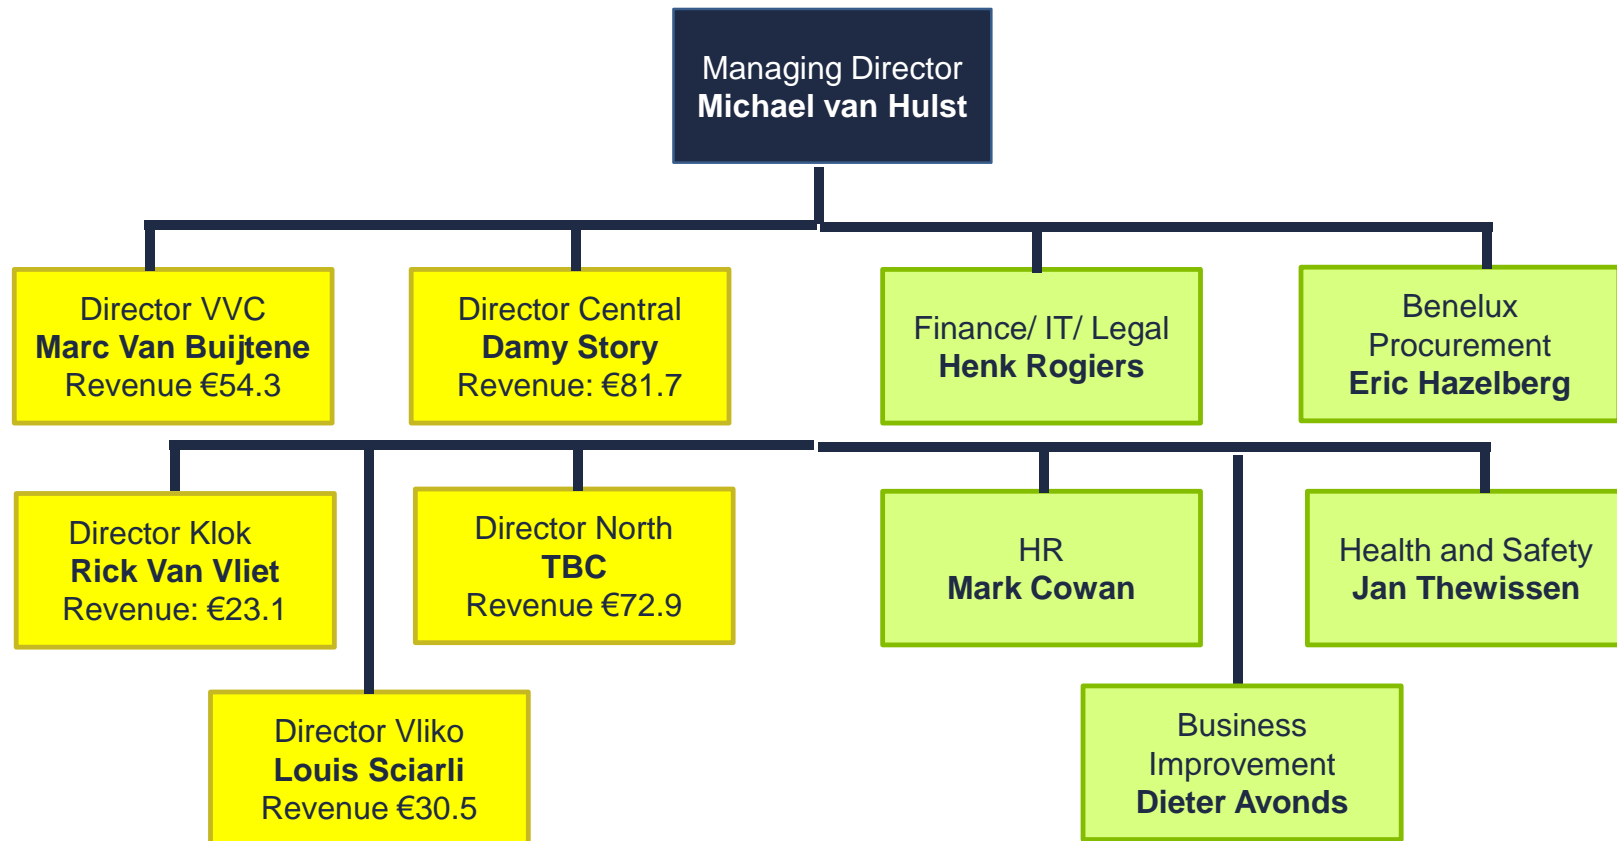 Managing Director
Michael van Hulst
Director VVC
Marc Van Buijtene
Revenue €54.3
Director Central
Damy Story
Revenue: €81.7
Finance/ IT/ Legal
Henk Rogiers
Benelux
Procurement
Eric Hazelberg
Director Klok
Rick Van Vliet
Revenue: €23.1
Director North
TBC
Revenue €72.9
HR
Mark Cowan
Health and Safety
Jan Thewissen
Director Vliko
Louis Sciarli
Revenue €30.5
Business
Improvement
Dieter Avonds